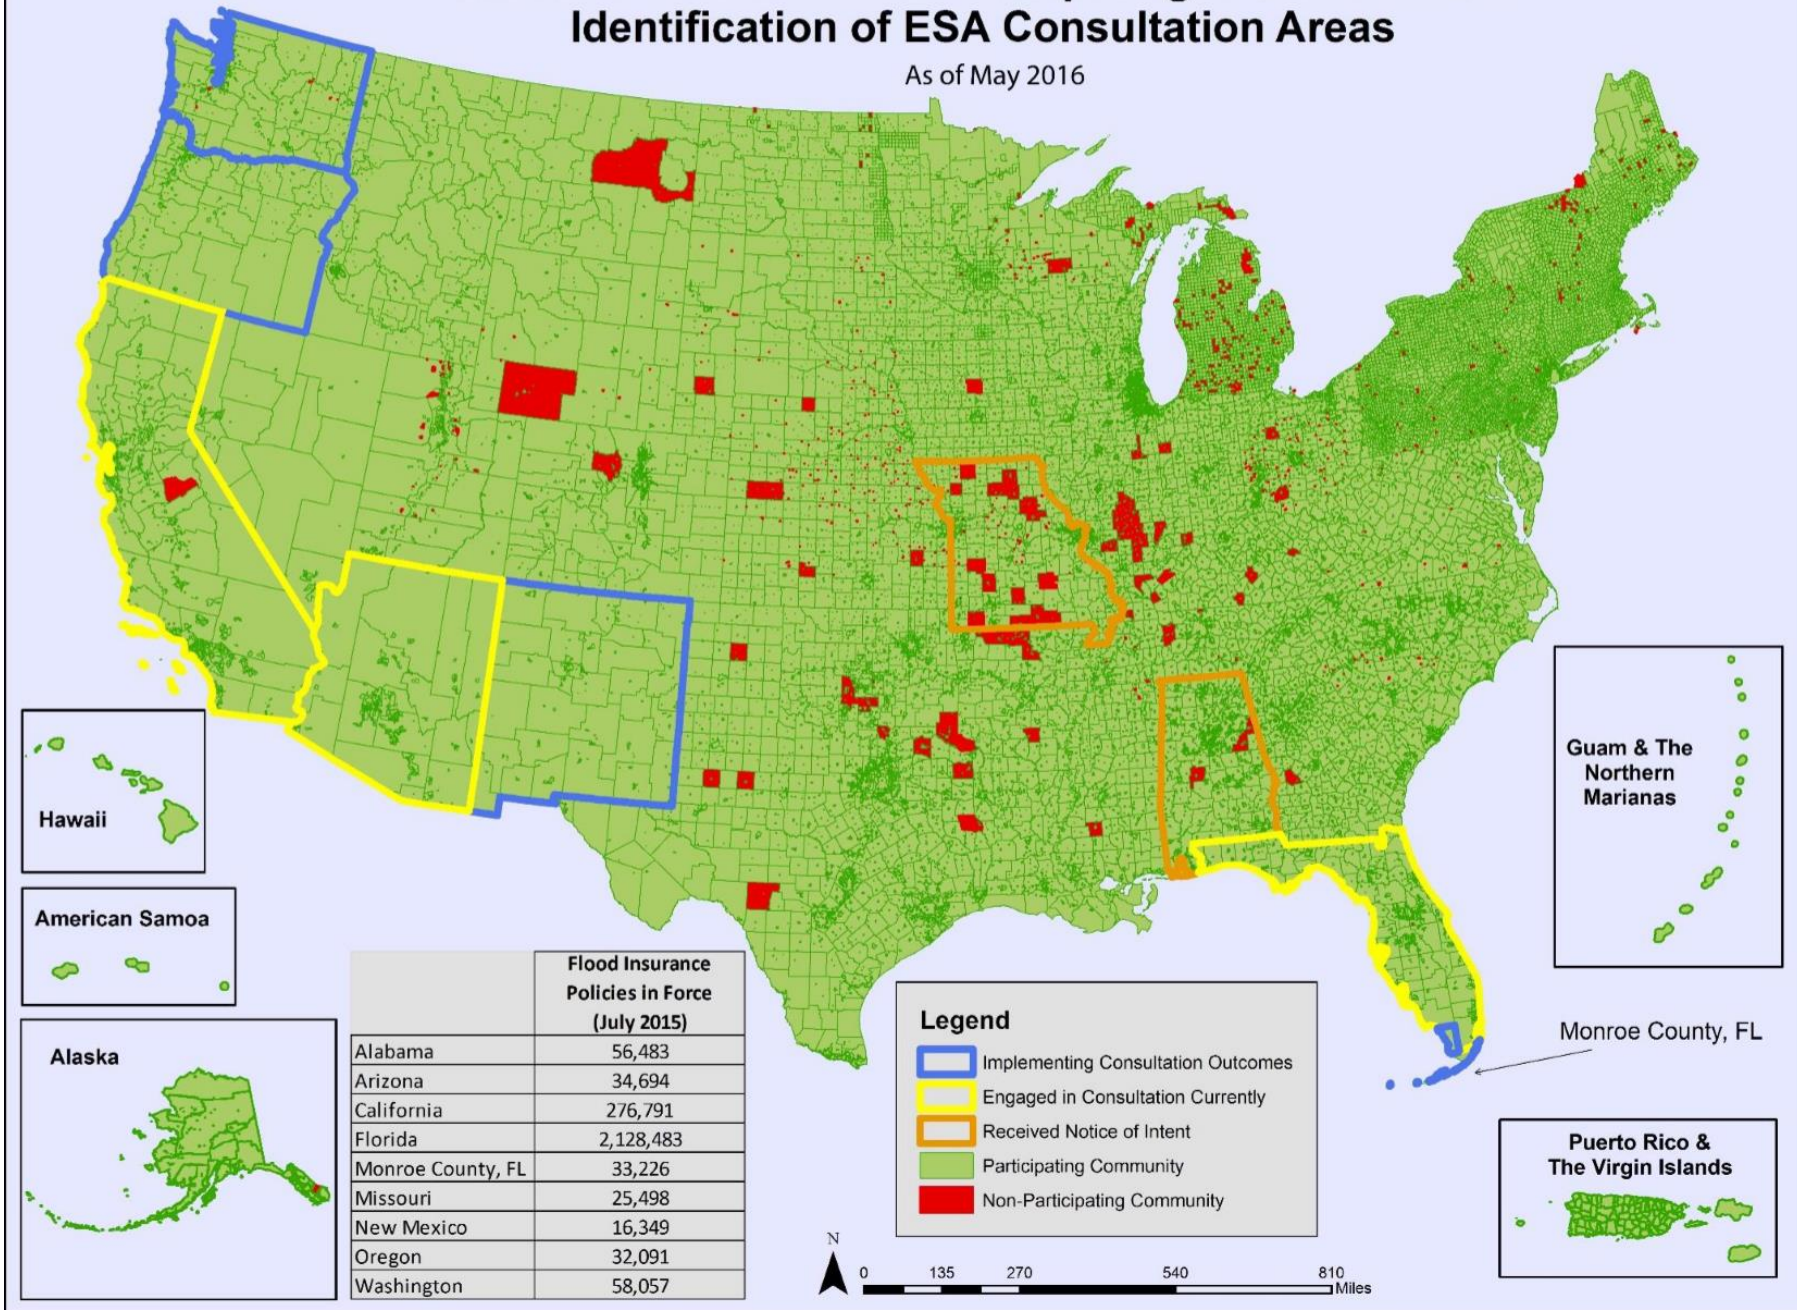 Identification of ESA Consultation Areas
As of May 2016
Hawaii
American Samoa
Alaska
Guam & The
Northern
Marianas
Monroe County, FL
Puerto Rico &
The Virgin Islands
Flood Insurance
Policies in Force
(July 2015)
Alabama 56,483
Arizona 34,694
California 276,791
Florida 2,128,483
Monroe County, FL 33,226
Missouri 25,498
New Mexico 16,349
Oregon 32,091
Washington 58,057
Legend
Implementing Consultation Outcomes
Engaged in Consultation Currently
Received Notice of Intent
Participating Community
Non-Participating Community
N
0 135 270 540 810
Miles